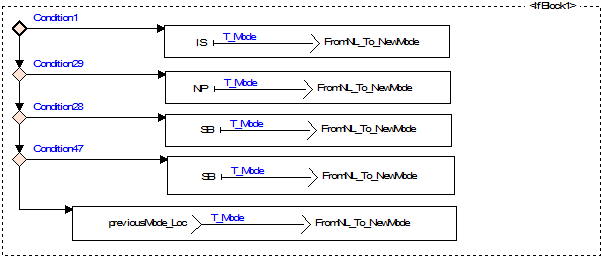 <IfBlock1>
Condition1
IS T_Mode FromNL_To_NewMode
Condition29
NP T_Mode FromNL_To_NewMode
Condition28
SB T_Mode FromNL_To_NewMode
Condition47
SB T_Mode FromNL_To_NewMode
previousMode_Loc T_Mode FromNL_To_NewMode